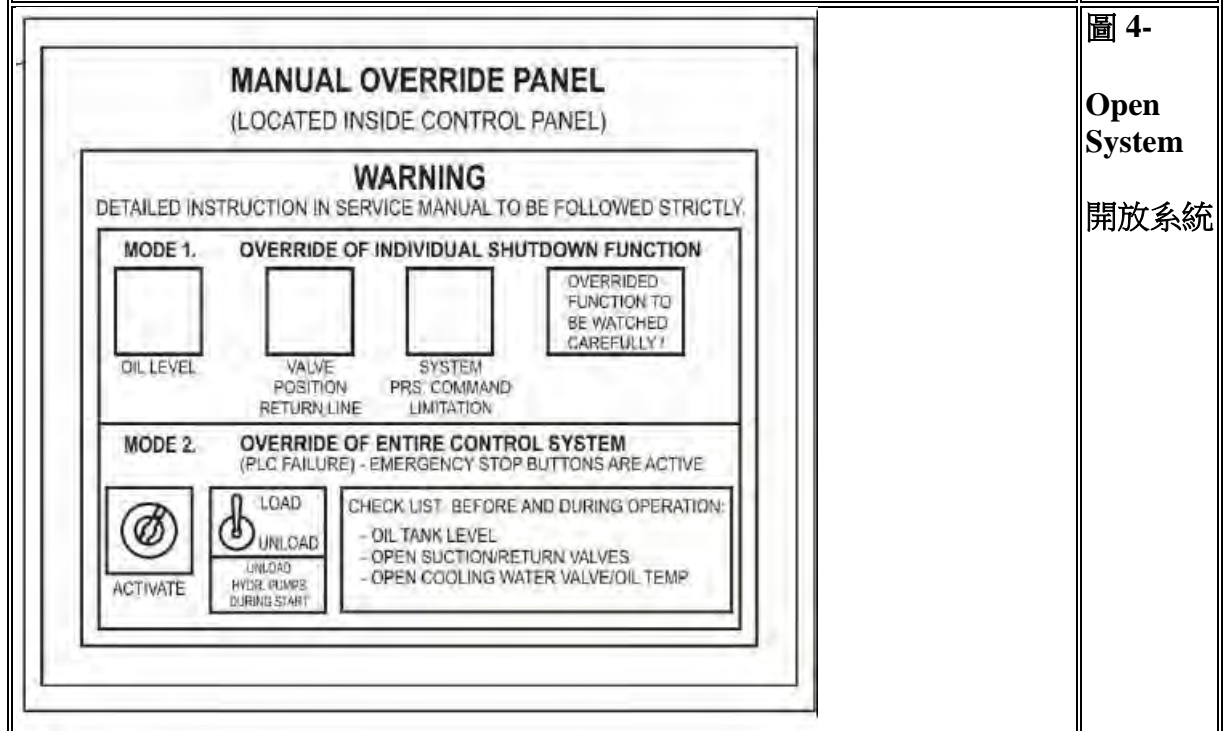 MANUAL OVERRIDE PANEL
(LOCATED INSIDE CONTROL PANEL)
WARNING
DETAILED INSTRUCTION IN SERVICE MANUAL TO BE FOLLOWED STRICTLY.
MODE 1. OVERRIDE OF INDIVIDUAL SHUTDOWN FUNCTION
OVERRIDED
FUNCTION TO
BE WATCHED
CAREFULLY!
OIL LEVEL
VALVE
POSITION
RETURN LINE
SYSTEM
PRS. COMMAND
LIMITATION
MODE 2. OVERRIDE OF ENTIRE CONTROL SYSTEM
(PLC FAILURE) - EMERGENCY STOP BUTTONS ARE ACTIVE
ACTIVATE
LOAD
UNLOAD
UNLOAD
HYDR. PUMPS
DURING START
CHECK LIST BEFORE AND DURING OPERATION:
- OIL TANK LEVEL
- OPEN SUCTION/RETURN VALVES
- OPEN COOLING WATER VALVE/OIL TEMP
圖 4-
Open
System
開放系統